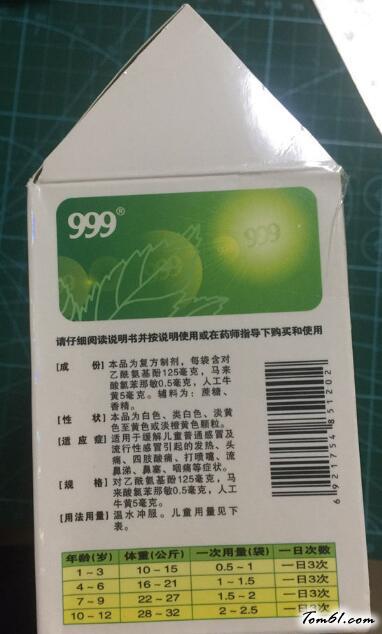 999®
999
请仔细阅读说明书并按说明使用或在药师指导下购买和使用
[成　份] 本品为复方制剂，每袋含对
乙酰氨基酚125毫克，马来
酸氯苯那敏0.5毫克，人工牛
黄5毫克。辅料为：蔗糖、
香精。
[性　状] 本品为白色、类白色、淡黄
色至黄色或淡橙黄色颗粒。
[适 应 症] 适用于缓解儿童普通感冒及
流行性感冒引起的发热、头
痛、四肢酸痛、打喷嚏、流
鼻涕、鼻塞、咽痛等症状。
[规　格] 对乙酰氨基酚125毫克，马
来酸氯苯那敏0.5毫克，人工
牛黄5毫克。
[用法用量] 温水冲服。儿童用量见下
表。
6 921754 851202
年龄(岁) 体重(公斤) 一次用量(袋) 一日次数
1～3 10～15 0.5～1 一日3次
4～6 16～21 1～1.5 一日3次
7～9 22～27 1.5～2 一日3次
10～12 28～32 2～2.5 一日3次
Tom61.com